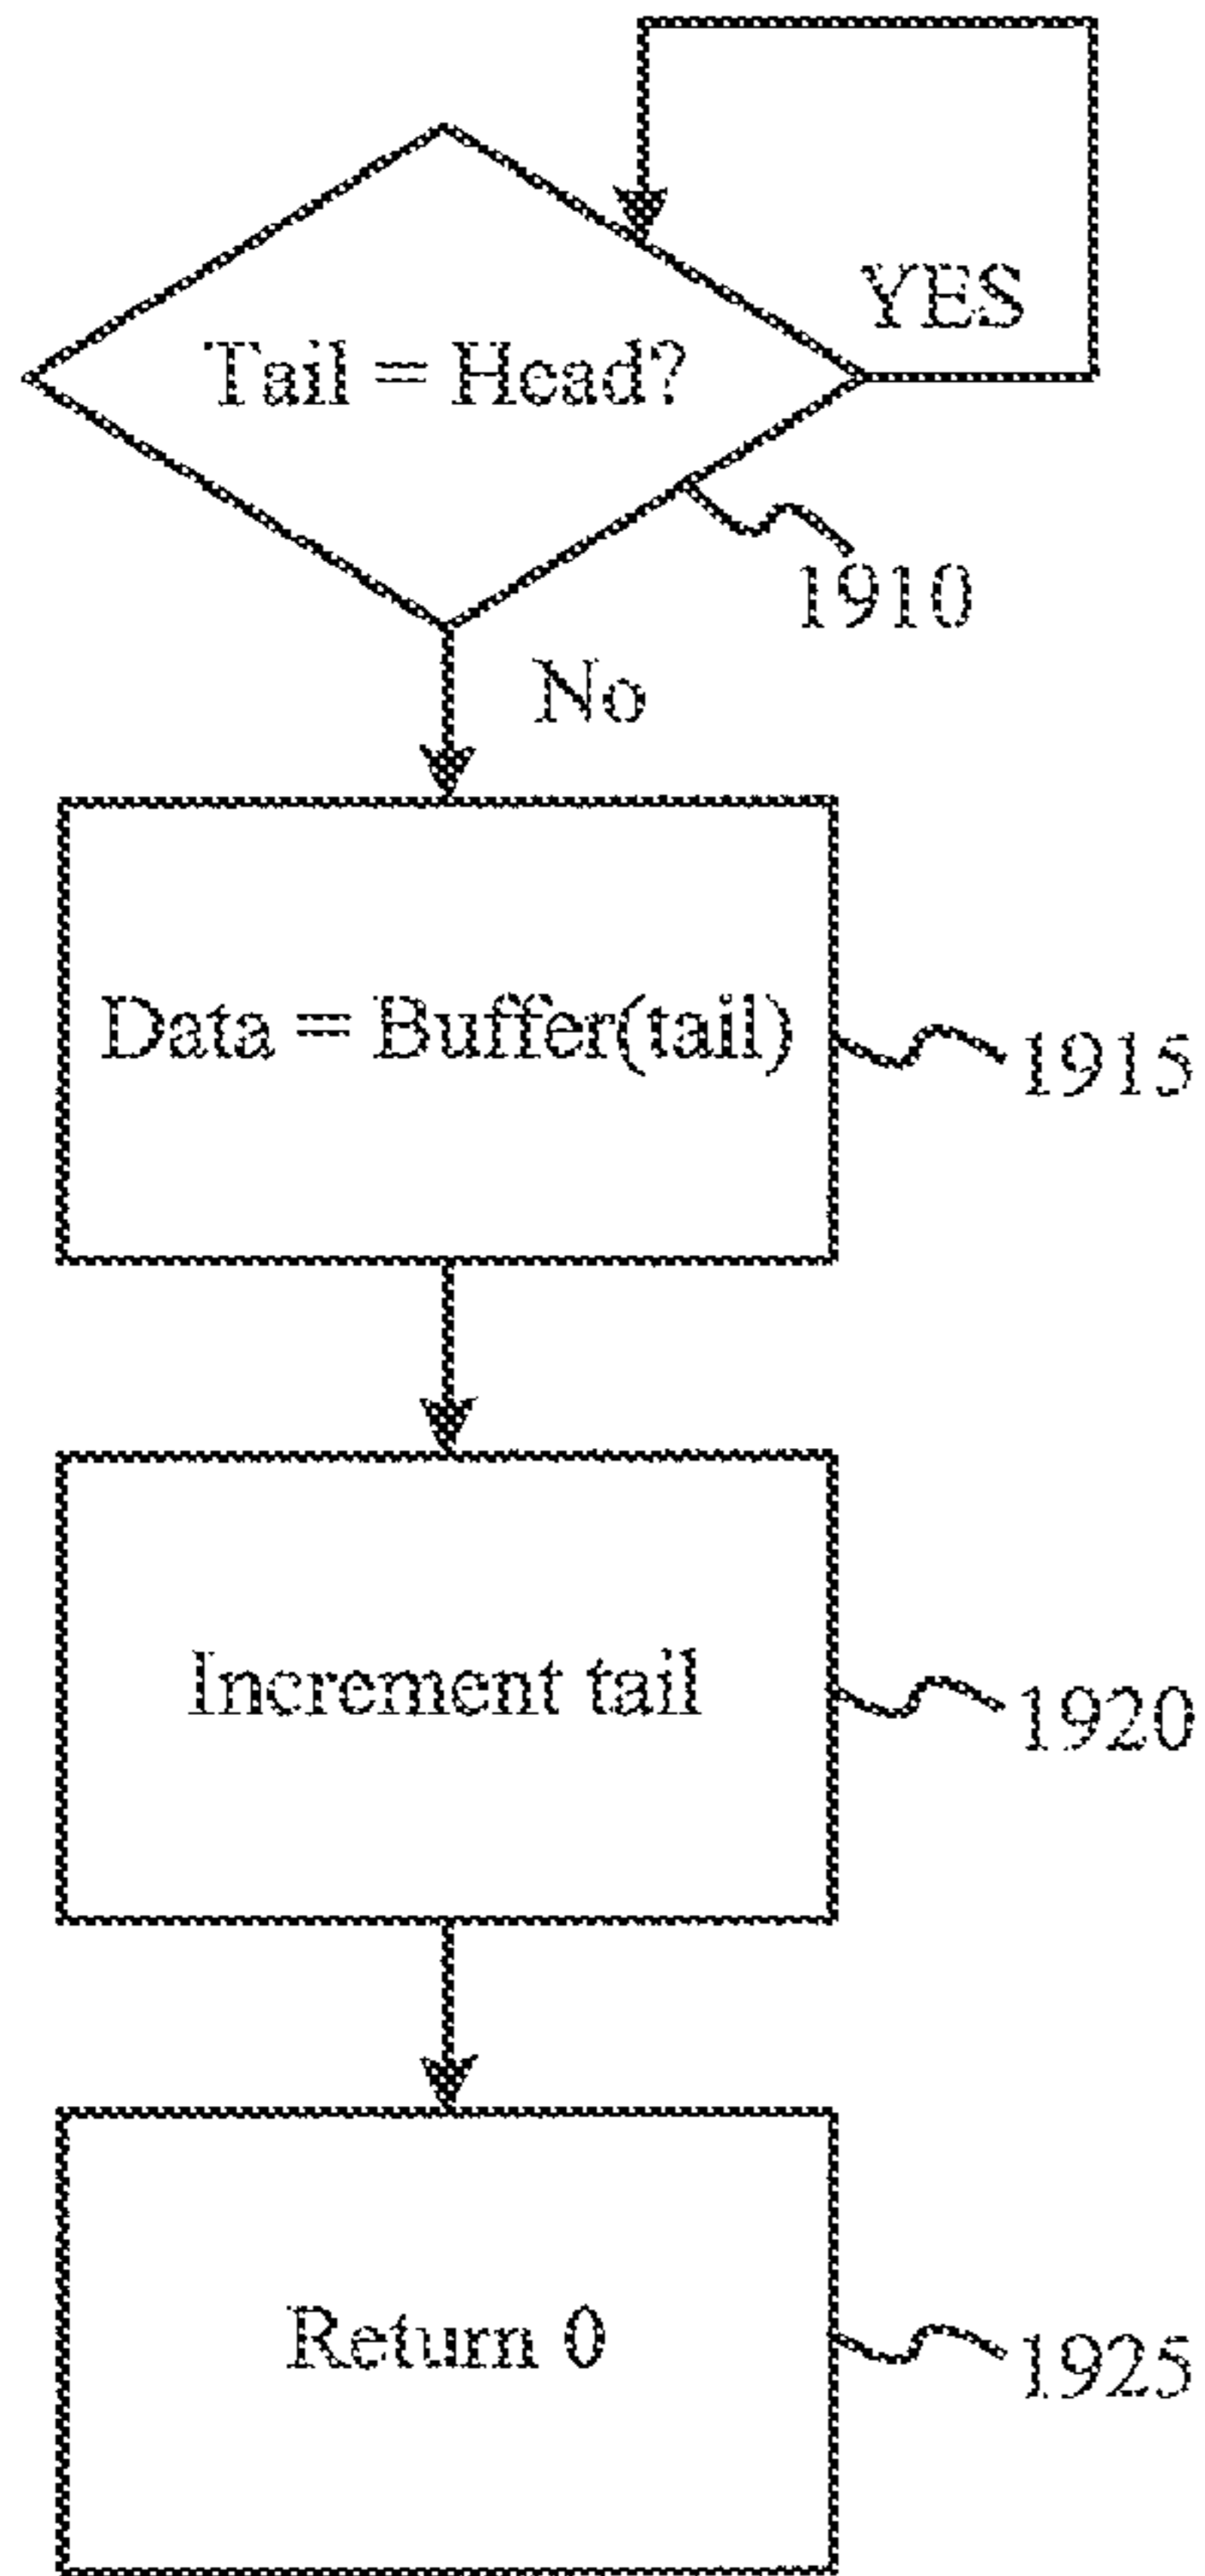 YES
Tail = Head?
1910
No
Data = Buffer(tail)
1915
Increment tail
1920
Return 0
1925